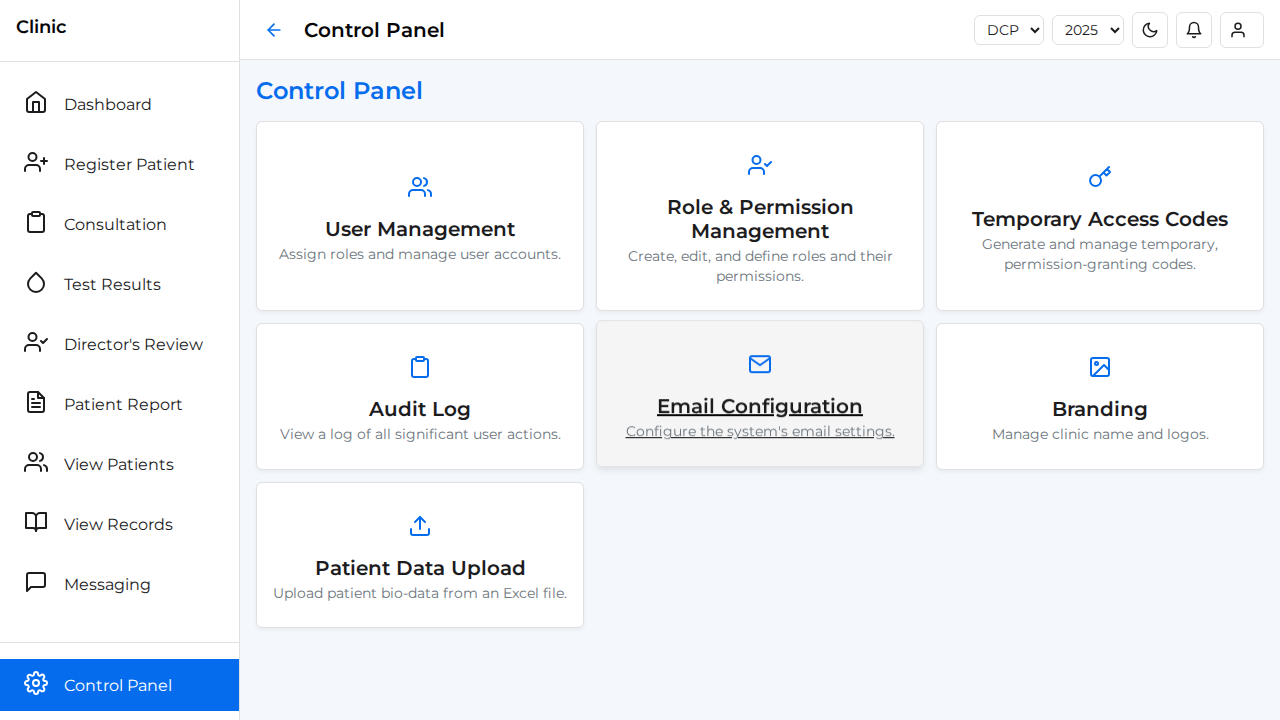 Clinic
Dashboard
Register Patient
Consultation
Test Results
Director's Review
Patient Report
View Patients
View Records
Messaging
Control Panel
Control Panel
DCP
2025
Control Panel
User Management
Assign roles and manage user accounts.
Role & Permission
Management
Create, edit, and define roles and their
permissions.
Temporary Access Codes
Generate and manage temporary,
permission-granting codes.
Audit Log
View a log of all significant user actions.
Email Configuration
Configure the system's email settings.
Branding
Manage clinic name and logos.
Patient Data Upload
Upload patient bio-data from an Excel file.